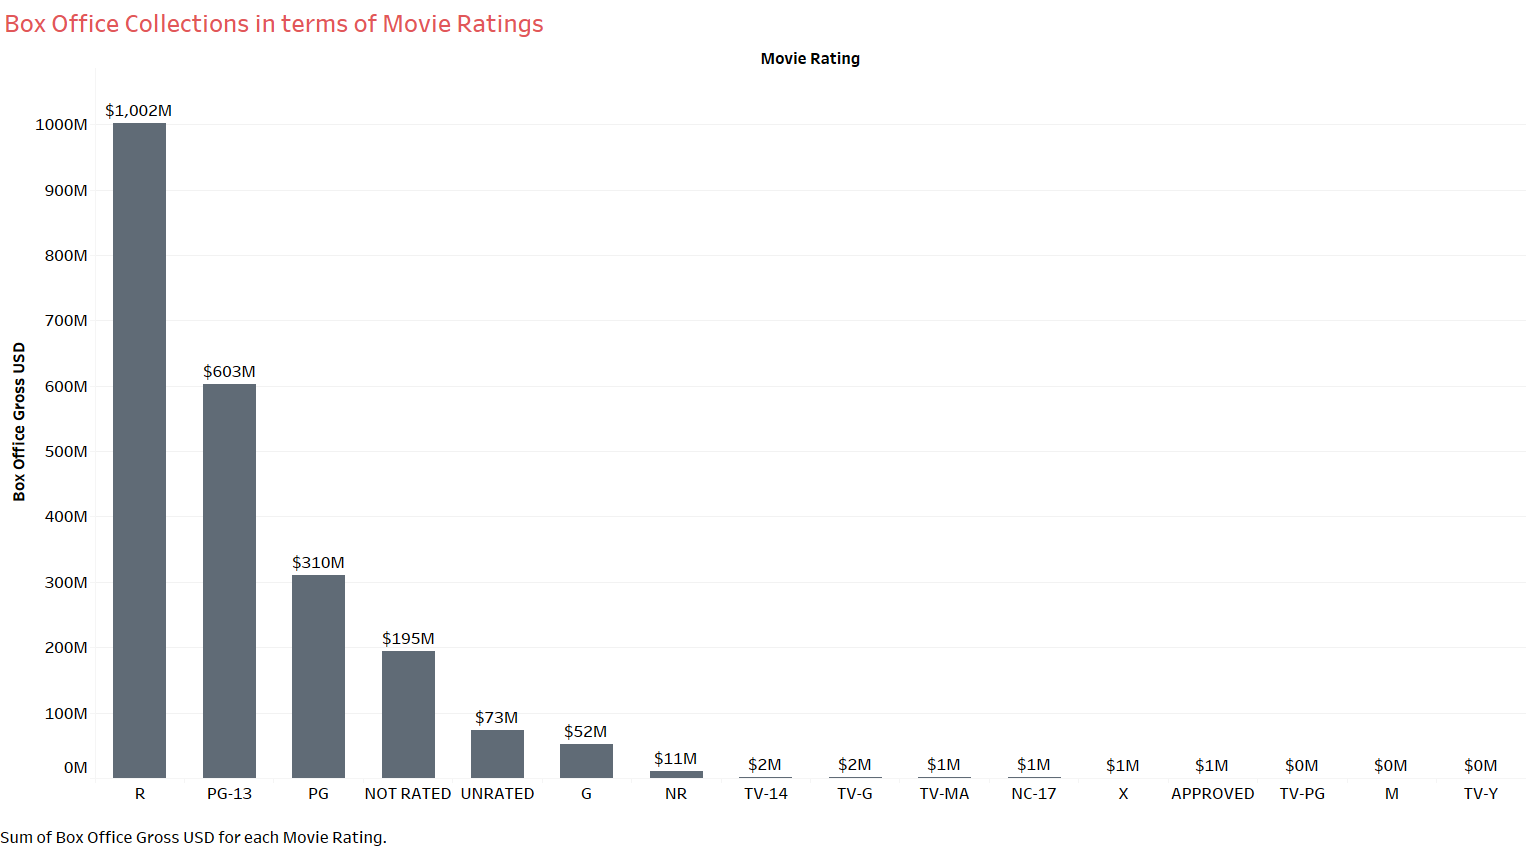 Box Office Collections in terms of Movie Ratings
Movie Rating
Box Office Gross USD
1000M
900M
800M
700M
600M
500M
400M
300M
200M
100M
0M
$1,002M
$603M
$310M
$195M
$73M
$52M
$11M
$2M
$2M
$1M
$1M
$1M
$1M
$0M
$0M
$0M
R
PG-13
PG
NOT RATED
UNRATED
G
NR
TV-14
TV-G
TV-MA
NC-17
X
APPROVED
TV-PG
M
TV-Y
Sum of Box Office Gross USD for each Movie Rating.